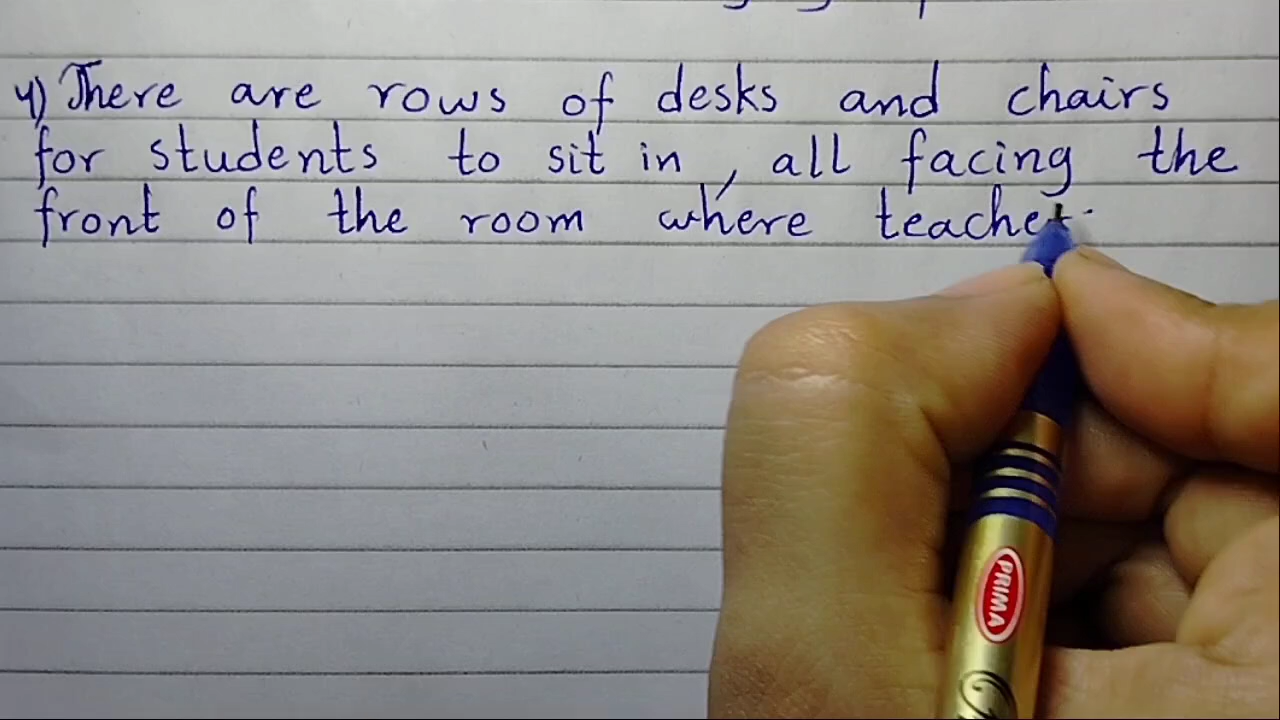 4) There are rows of desks and chairs
for students to sit in, all facing the
front of the room where
PRIMA